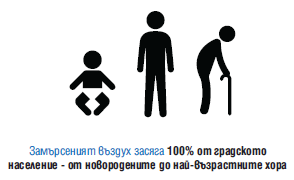 Замърсеният въздух засяга 100% от градското
население - от новородените до най-възрастните хора